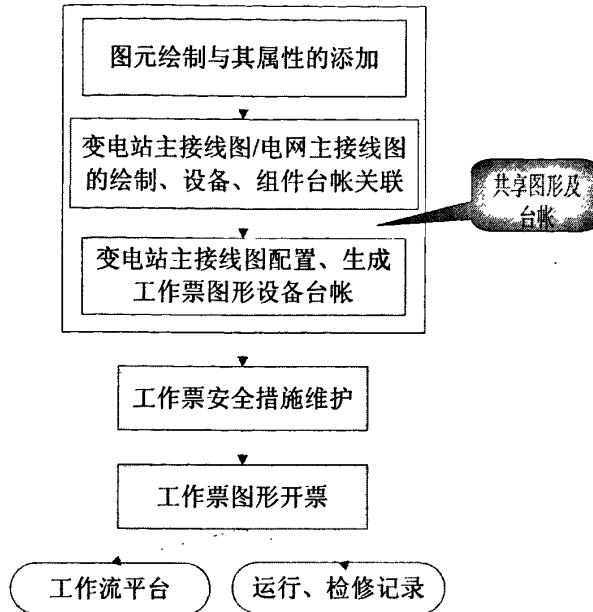 图元绘制与其属性的添加
变电站主接线图/电网主接线图
的绘制、设备、组件台帐关联
共享图形及
台帐
变电站主接线图配置、生成
工作票图形设备台帐
工作票安全措施维护
工作票图形开票
工作流平台
运行、检修记录